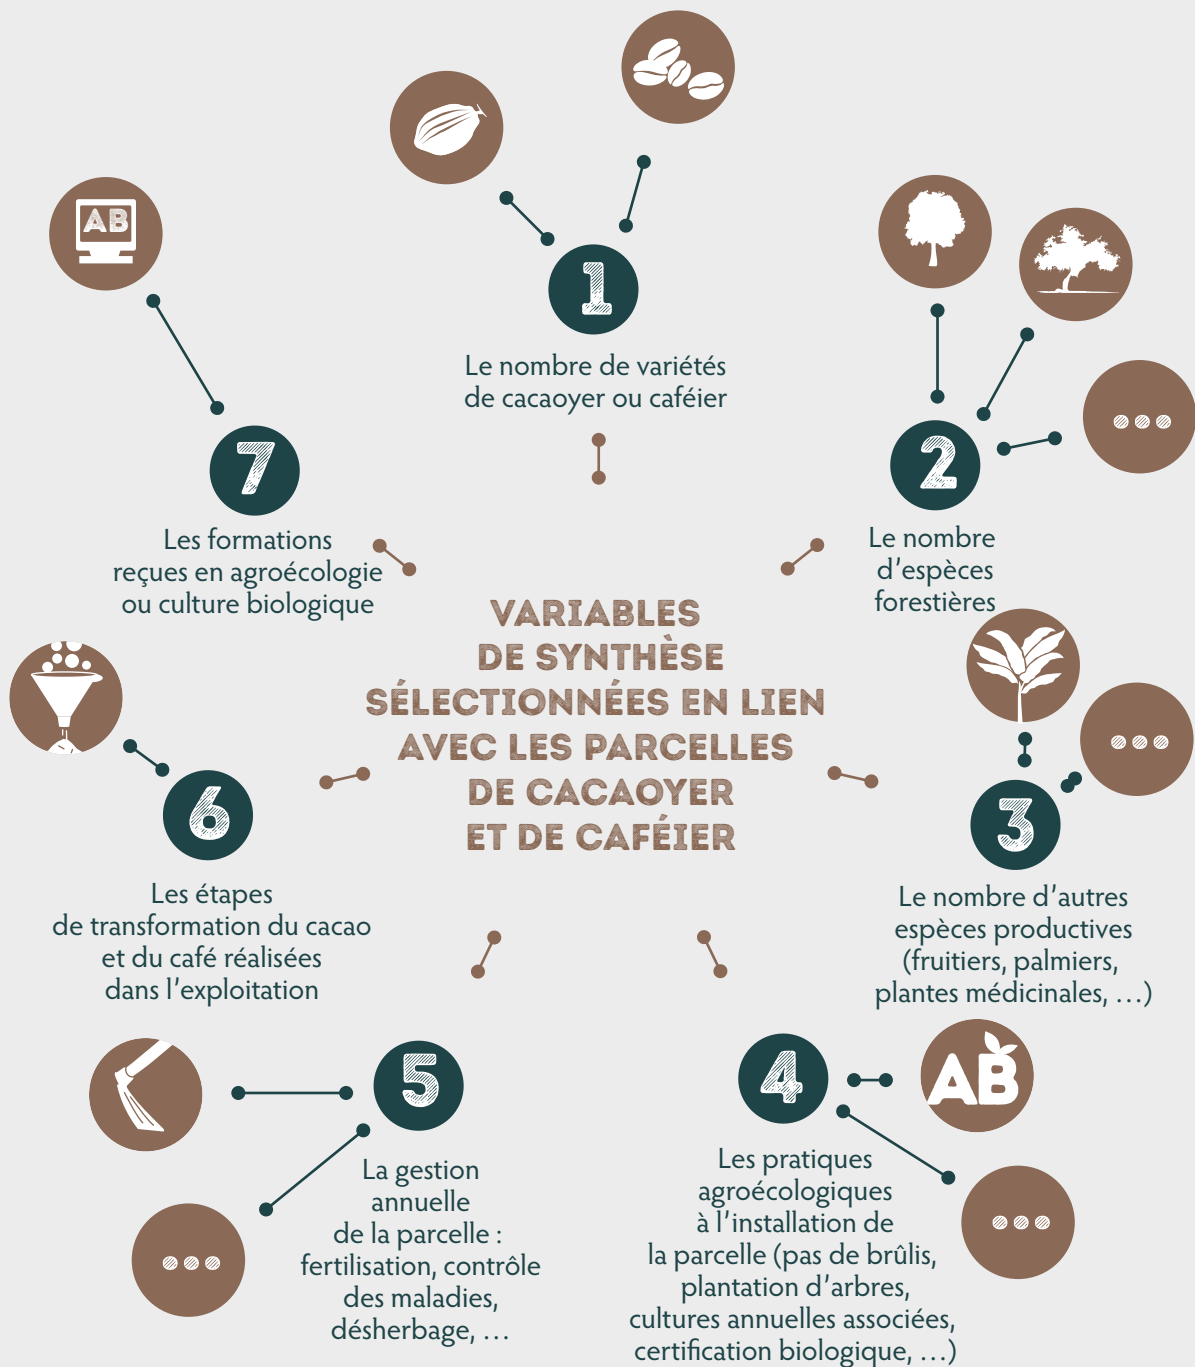 VARIABLES
DE SYNTHÈSE
SÉLECTIONNÉES EN LIEN
AVEC LES PARCELLES
DE CACAOYER
ET DE CAFÉIER
1
Le nombre de variétés
de cacaoyer ou caféier
2
Le nombre
d'espèces
forestières
3
Le nombre d'autres
espèces productives
(fruitiers, palmiers,
plantes médicinales, …)
4
AB
Les pratiques
agroécologiques
à l'installation de
la parcelle (pas de brûlis,
plantation d'arbres,
cultures annuelles associées,
certification biologique, …)
5
La gestion
annuelle
de la parcelle :
fertilisation, contrôle
des maladies,
désherbage, …
6
Les étapes
de transformation du cacao
et du café réalisées
dans l'exploitation
AB
7
Les formations
reçues en agroécologie
ou culture biologique